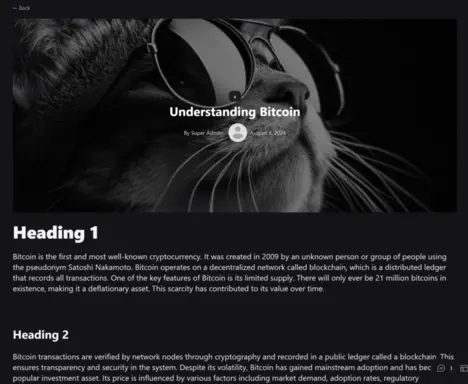 ← Back
Understanding Bitcoin
By Super Admin August 4, 2024
Heading 1
Bitcoin is the first and most well-known cryptocurrency. It was created in 2009 by an unknown person or group of people using
the pseudonym Satoshi Nakamoto. Bitcoin operates on a decentralized network called blockchain, which is a distributed ledger
that records all transactions. One of the key features of Bitcoin is its limited supply. There will only ever be 21 million bitcoins in
existence, making it a deflationary asset. This scarcity has contributed to its value over time.
Heading 2
Bitcoin transactions are verified by network nodes through cryptography and recorded in a public ledger called a blockchain. This
ensures transparency and security in the system. Despite its volatility, Bitcoin has gained mainstream adoption and has bec
popular investment asset. Its price is influenced by various factors including market demand, adoption rates, regulatory